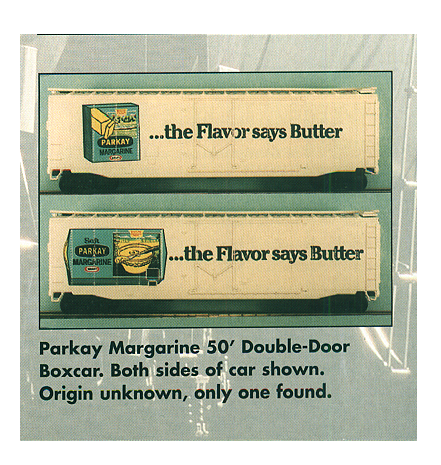 PARKAY
MARGARINE
...the Flavor says Butter
Soft
PARKAY
MARGARINE
...the Flavor says Butter
Parkay Margarine 50' Double-Door
Boxcar. Both sides of car shown.
Origin unknown, only one found.